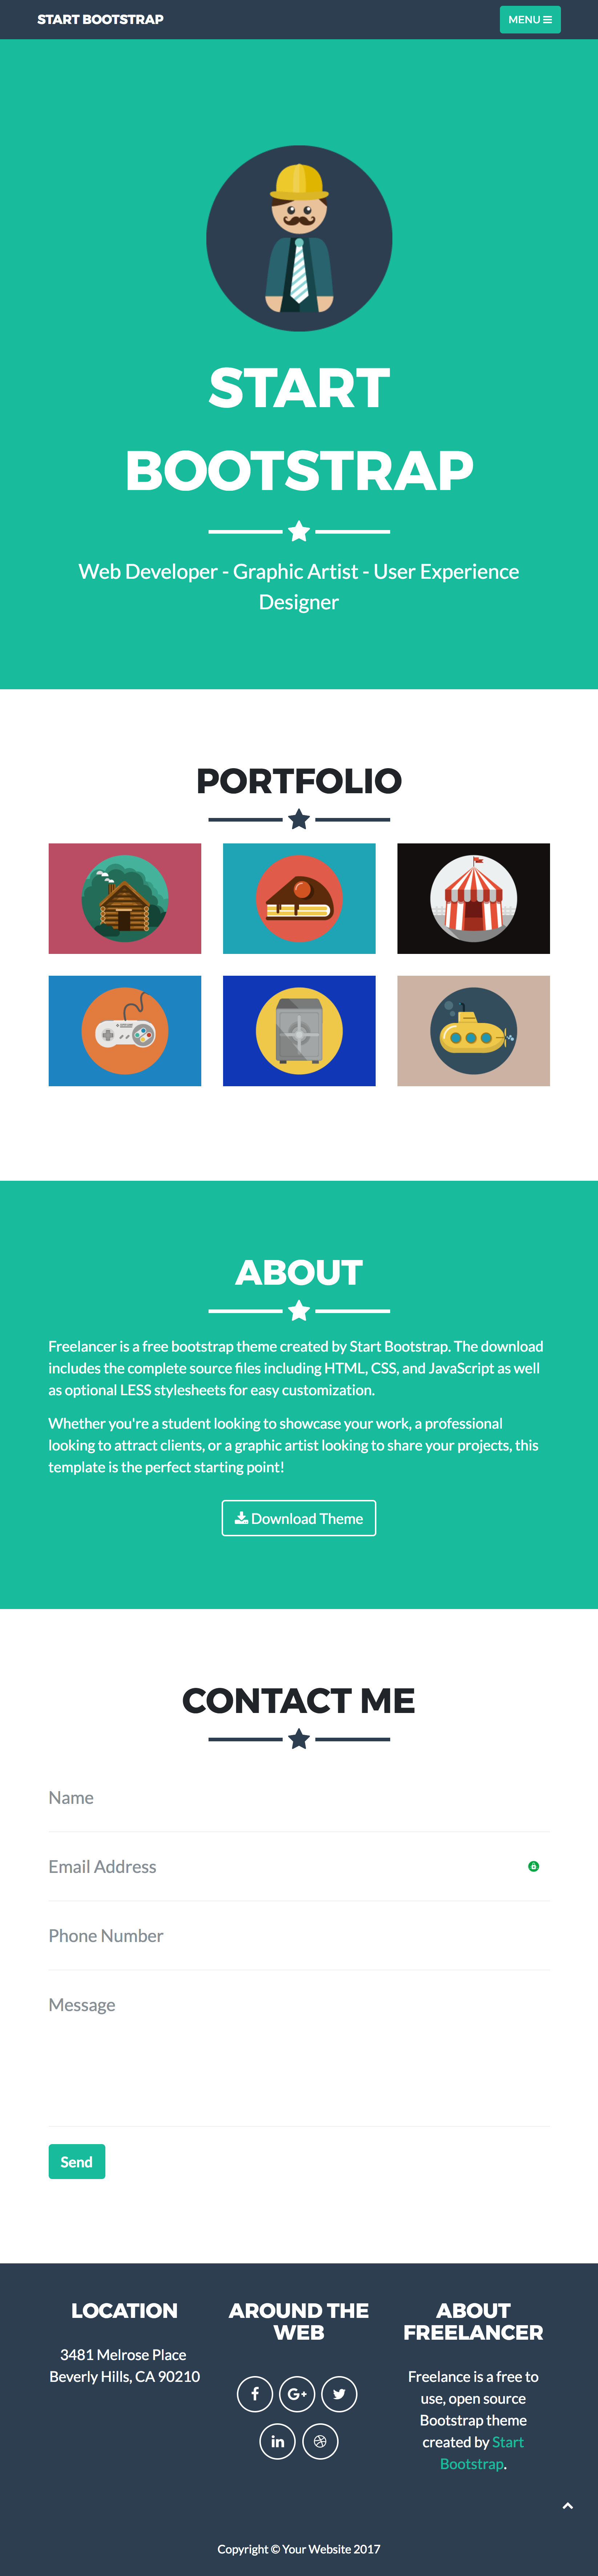 START BOOTSTRAP
MENU
START
BOOTSTRAP
Web Developer - Graphic Artist - User Experience
Designer
PORTFOLIO
ABOUT
Freelancer is a free bootstrap theme created by Start Bootstrap. The download
includes the complete source files including HTML, CSS, and JavaScript as well
as optional LESS stylesheets for easy customization.
Whether you're a student looking to showcase your work, a professional
looking to attract clients, or a graphic artist looking to share your projects, this
template is the perfect starting point!
Download Theme
CONTACT ME
Name
Email Address
Phone Number
Message
Send
LOCATION
3481 Melrose Place
Beverly Hills, CA 90210
AROUND THE
WEB
f
G+
in
ABOUT
FREELANCER
Freelance is a free to
use, open source
Bootstrap theme
created by Start
Bootstrap.
Copyright © Your Website 2017